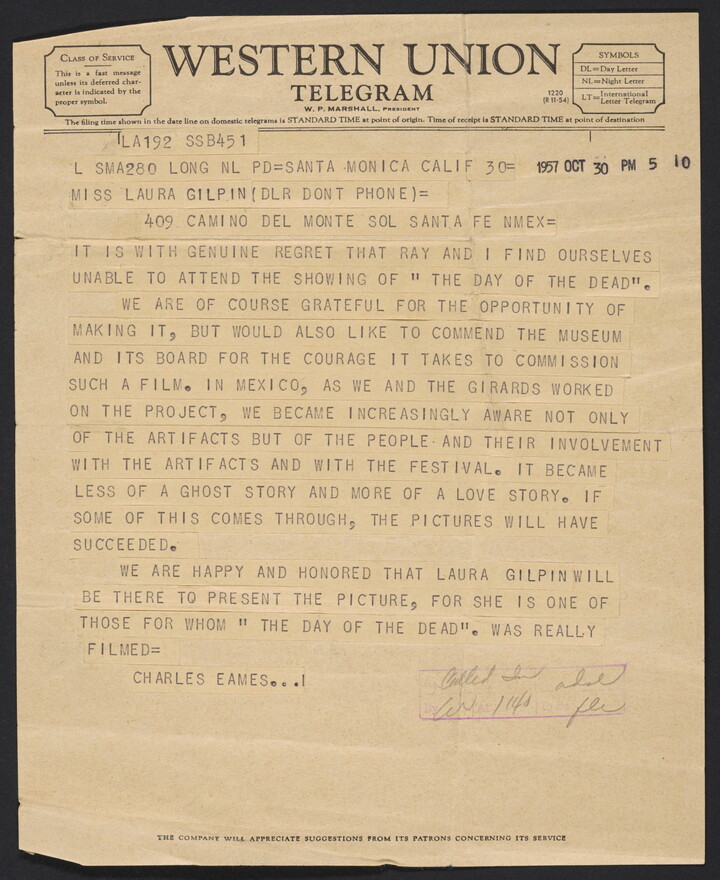 CLASS OF SERVICE
This is a fast message
unless its deferred char-
acter is indicated by the
proper symbol.
WESTERN UNION
TELEGRAM
W. P. MARSHALL, PRESIDENT
1220
(R 11-54)
SYMBOLS
DL=Day Letter
NL=Night Letter
LT=International
Letter Telegram
The filing time shown in the date line on domestic telegrams is STANDARD TIME at point of origin. Time of receipt is STANDARD TIME at point of destination
LA192 SSB451
L SMA280 LONG NL PD=SANTA MONICA CALIF 30= 1957 OCT 30 PM 5 10
MISS LAURA GILPIN(DLR DONT PHONE)=
409 CAMINO DEL MONTE SOL SANTA FE NMEX=
IT IS WITH GENUINE REGRET THAT RAY AND I FIND OURSELVES
UNABLE TO ATTEND THE SHOWING OF " THE DAY OF THE DEAD".
WE ARE OF COURSE GRATEFUL FOR THE OPPORTUNITY OF
MAKING IT, BUT WOULD ALSO LIKE TO COMMEND THE MUSEUM
AND ITS BOARD FOR THE COURAGE IT TAKES TO COMMISSION
SUCH A FILM. IN MEXICO, AS WE AND THE GIRARDS WORKED
ON THE PROJECT, WE BECAME INCREASINGLY AWARE NOT ONLY
OF THE ARTIFACTS BUT OF THE PEOPLE AND THEIR INVOLVEMENT
WITH THE ARTIFACTS AND WITH THE FESTIVAL. IT BECAME
LESS OF A GHOST STORY AND MORE OF A LOVE STORY. IF
SOME OF THIS COMES THROUGH, THE PICTURES WILL HAVE
SUCCEEDED.
WE ARE HAPPY AND HONORED THAT LAURA GILPIN WILL
BE THERE TO PRESENT THE PICTURE, FOR SHE IS ONE OF
THOSE FOR WHOM " THE DAY OF THE DEAD". WAS REALLY
FILMED=
CHARLES EAMES...I
Called
THE COMPANY WILL APPRECIATE SUGGESTIONS FROM ITS PATRONS CONCERNING ITS SERVICE